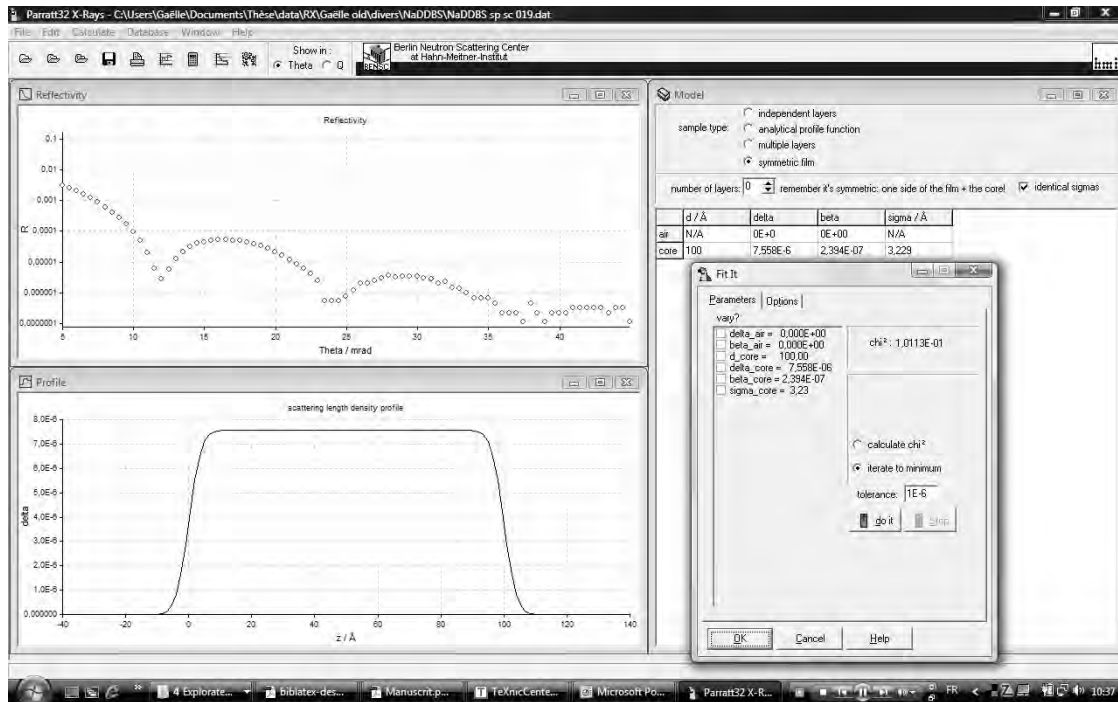 Parratt32 X-Rays - C:\Users\Gaëlle\Documents\Thèse\data\RX\Gaëlle old\divers\NaDDBS\NaDDBS sp sc 019.dat
File Edit Calculate Database Window Help
Show in :
Theta Q
BENSC
Berlin Neutron Scattering Center
at Hahn-Meitner-Institut
hmi
Reflectivity
Reflectivity
0.1
0.01
0.001
0.0001
0.00001
0.000001
0.0000001
R
5 10 15 20 25 30 35 40
Theta / mrad
Profile
scattering length density profile
8,0E-6
7,0E-6
6,0E-6
5,0E-6
4,0E-6
3,0E-6
2,0E-6
1,0E-6
0,000000
delta
-40 -20 0 20 40 60 80 100 120 140
z / Å
Model
sample type:
independent layers
analytical profile function
multiple layers
symmetric film
number of layers: 0 remember it's symmetric: one side of the film + the core! identical sigmas
d / Å delta beta sigma / Å
air N/A 0E+0 0E+00 N/A
core 100 7,558E-6 2,394E-07 3,229
Fit It
Parameters Options
vary?
delta_air = 0,000E+00
beta_air = 0,000E+00
d_core = 100,00
delta_core = 7,558E-06
beta_core = 2,394E-07
sigma_core = 3,23
chi² : 1,0113E-01
calculate chi²
iterate to minimum
tolerance: 1E-6
do it Stop
OK Cancel Help
4 Explorate... biblatex-des... Manuscrit.p... TeXnicCente... Microsoft Po... Parratt32 X-R... FR 10:37